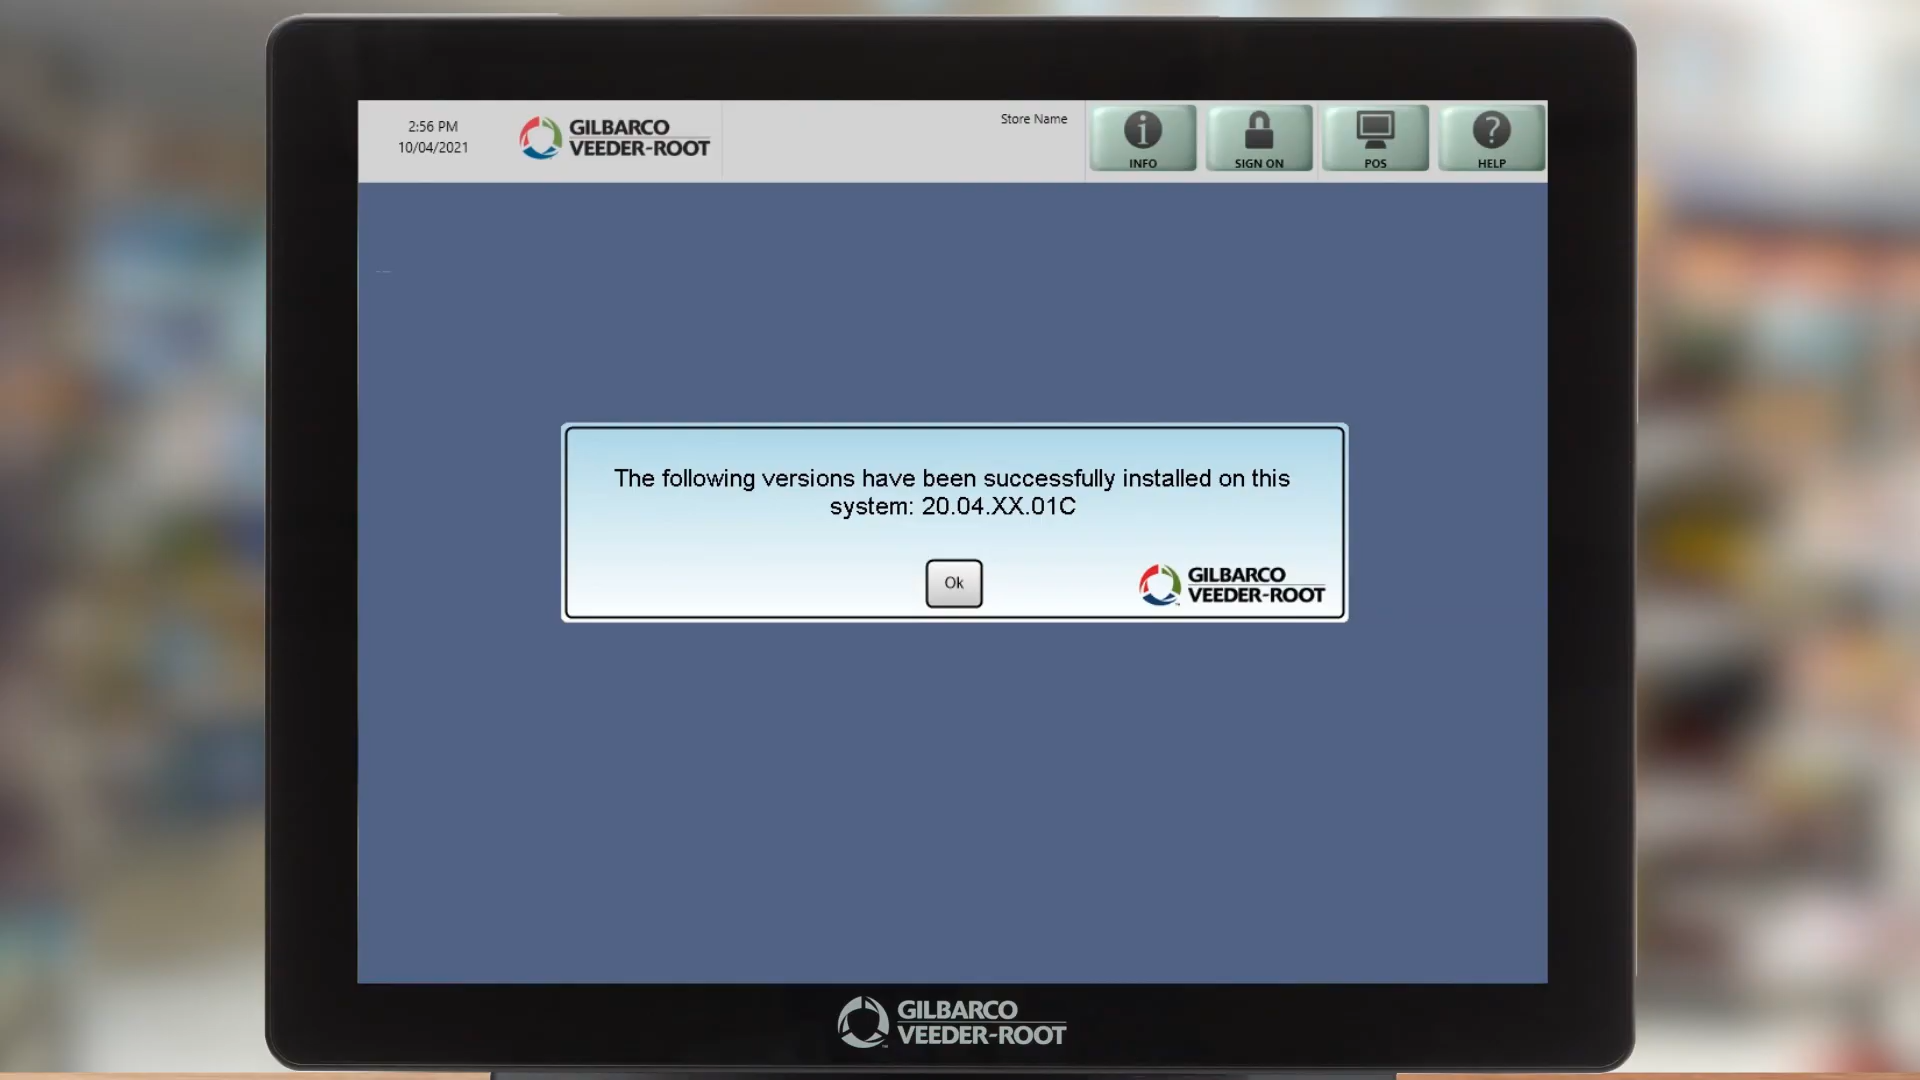 2:56 PM
10/04/2021
GILBARCO
VEEDER-ROOT
Store Name
INFO
SIGN ON
POS
HELP
The following versions have been successfully installed on this
system: 20.04.XX.01C
Ok
GILBARCO
VEEDER-ROOT
GILBARCO
VEEDER-ROOT